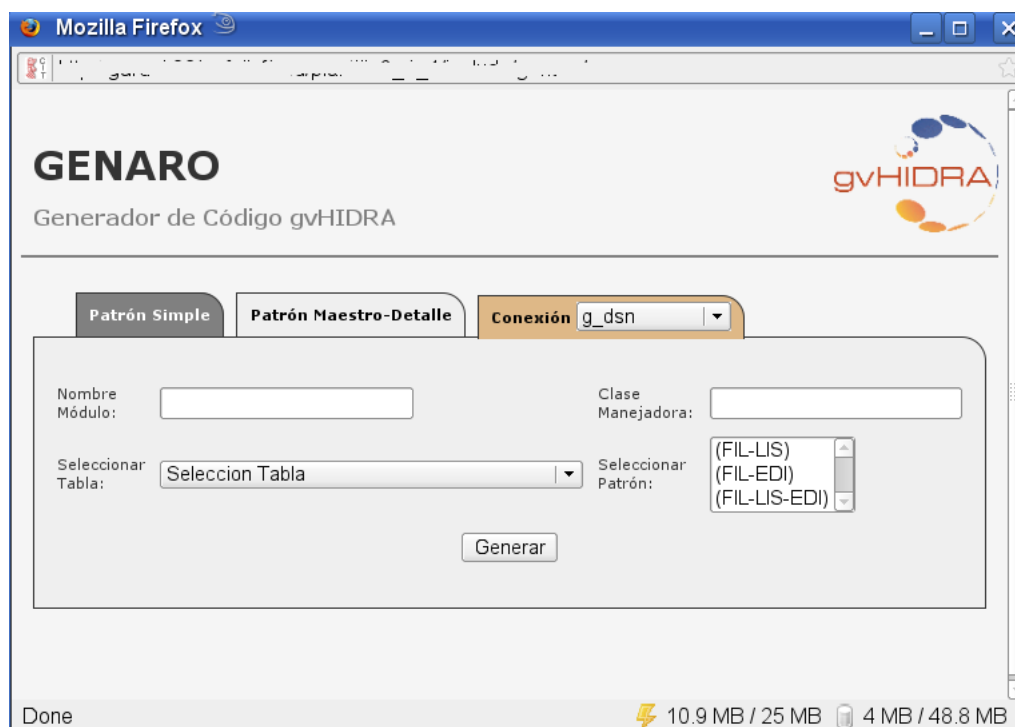 Mozilla Firefox
GENARO
gvHIDRA
Generador de Código gvHIDRA
Patrón Simple
Patrón Maestro-Detalle
Conexión g_dsn
Nombre Módulo:
Clase Manejadora:
Seleccionar Tabla:
Seleccion Tabla
Seleccionar Patrón:
(FIL-LIS)
(FIL-EDI)
(FIL-LIS-EDI)
Generar
Done
10.9 MB / 25 MB
4 MB / 48.8 MB